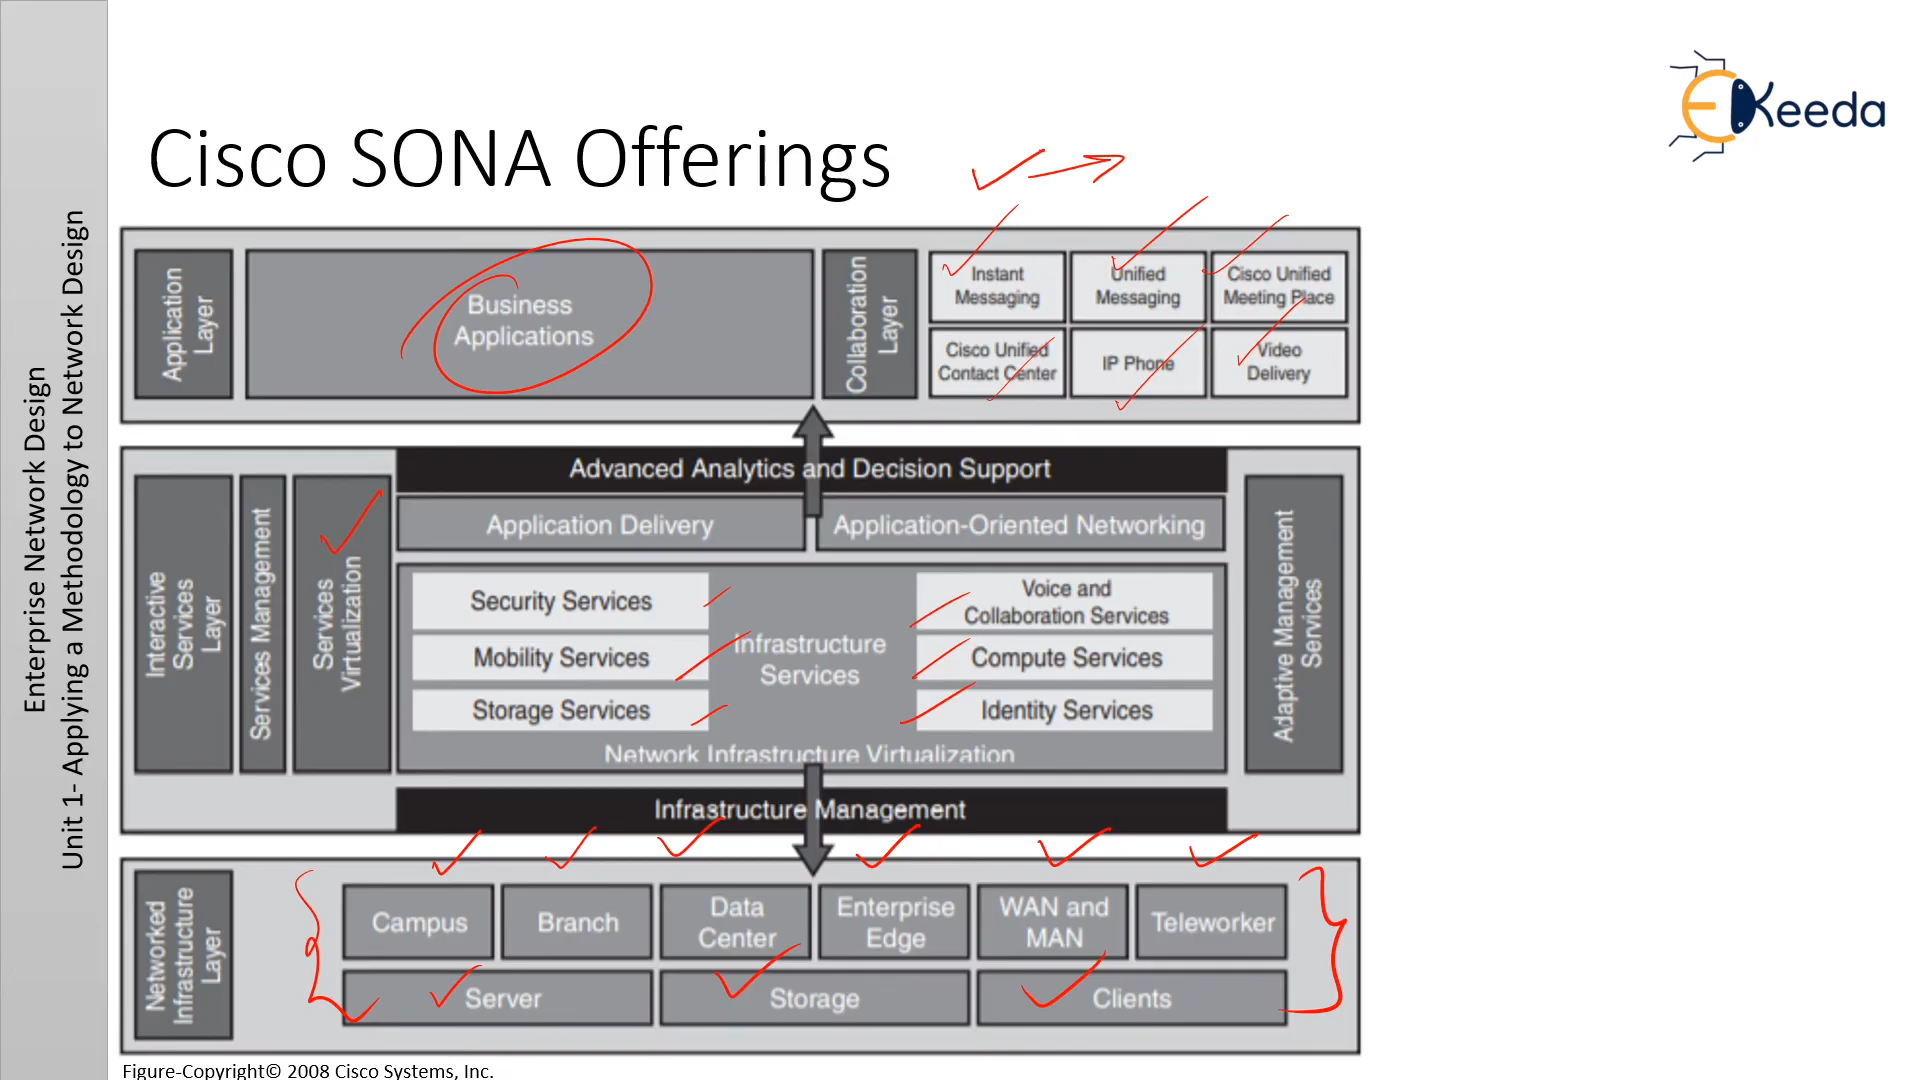 Enterprise Network Design
Unit 1- Applying a Methodology to Network Design
EKeeda
Cisco SONA Offerings
Application
Layer
Business
Applications
Collaboration
Layer
Instant
Messaging
Unified
Messaging
Cisco Unified
Meeting Place
Cisco Unified
Contact Center
IP Phone
Video
Delivery
Interactive
Services
Layer
Services Management
Services
Virtualization
Advanced Analytics and Decision Support
Application Delivery
Application-Oriented Networking
Security Services
Mobility Services
Storage Services
Infrastructure
Services
Voice and
Collaboration Services
Compute Services
Identity Services
Network Infrastructure Virtualization
Infrastructure Management
Adaptive Management
Services
Networked
Infrastructure
Layer
Campus
Branch
Data
Center
Enterprise
Edge
WAN and
MAN
Teleworker
Server
Storage
Clients
Figure-Copyright© 2008 Cisco Systems, Inc.